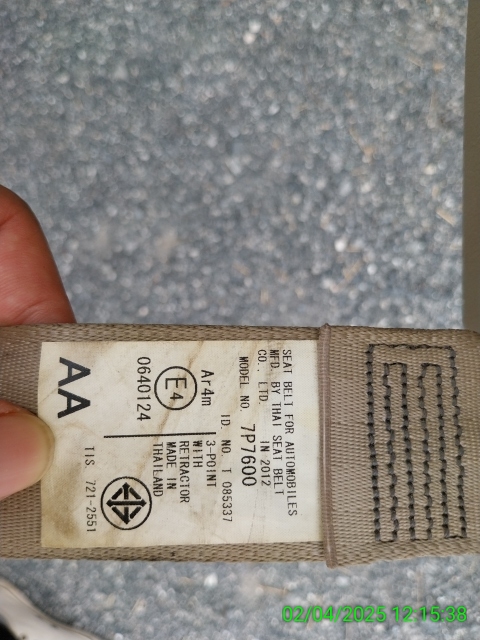 SEAT BELT FOR AUTOMOBILES
MFD. BY THAI SEAT BELT
CO., LTD. IN 2012
MODEL NO. 7P7600
ID. NO. T 085337
Ar4m
E4
0640124
3-POINT
WITH
RETRACTOR
MADE IN
THAILAND
AA
TIS. 721-2551
02/04/2025 12:15:38